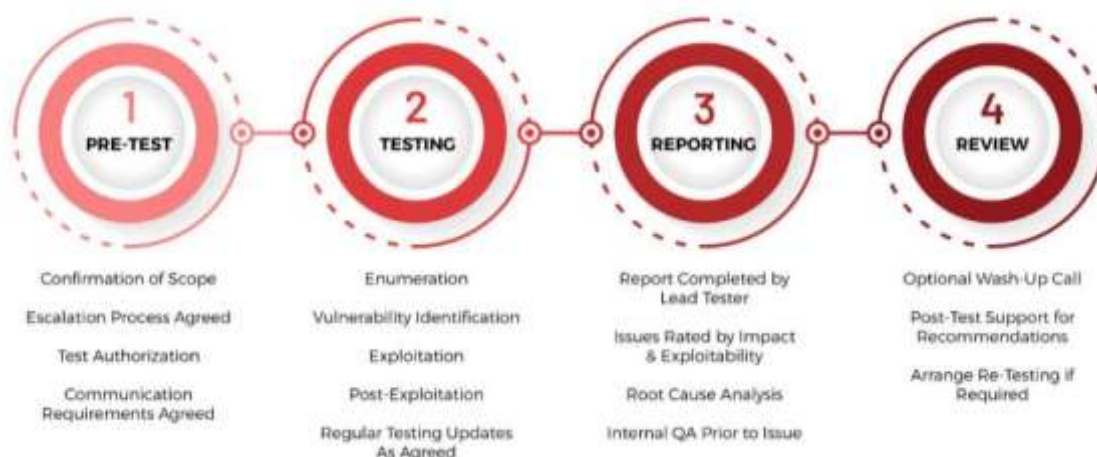 1
PRE-TEST
Confirmation of Scope
Escalation Process Agreed
Test Authorization
Communication
Requirements Agreed
2
TESTING
Enumeration
Vulnerability Identification
Exploitation
Post-Exploitation
Regular Testing Updates
As Agreed
3
REPORTING
Report Completed by
Lead Tester
Issues Rated by Impact
& Exploitability
Root Cause Analysis
Internal QA Prior to Issue
4
REVIEW
Optional Wash-Up Call
Post-Test Support for
Recommendations
Arrange Re-Testing if
Required